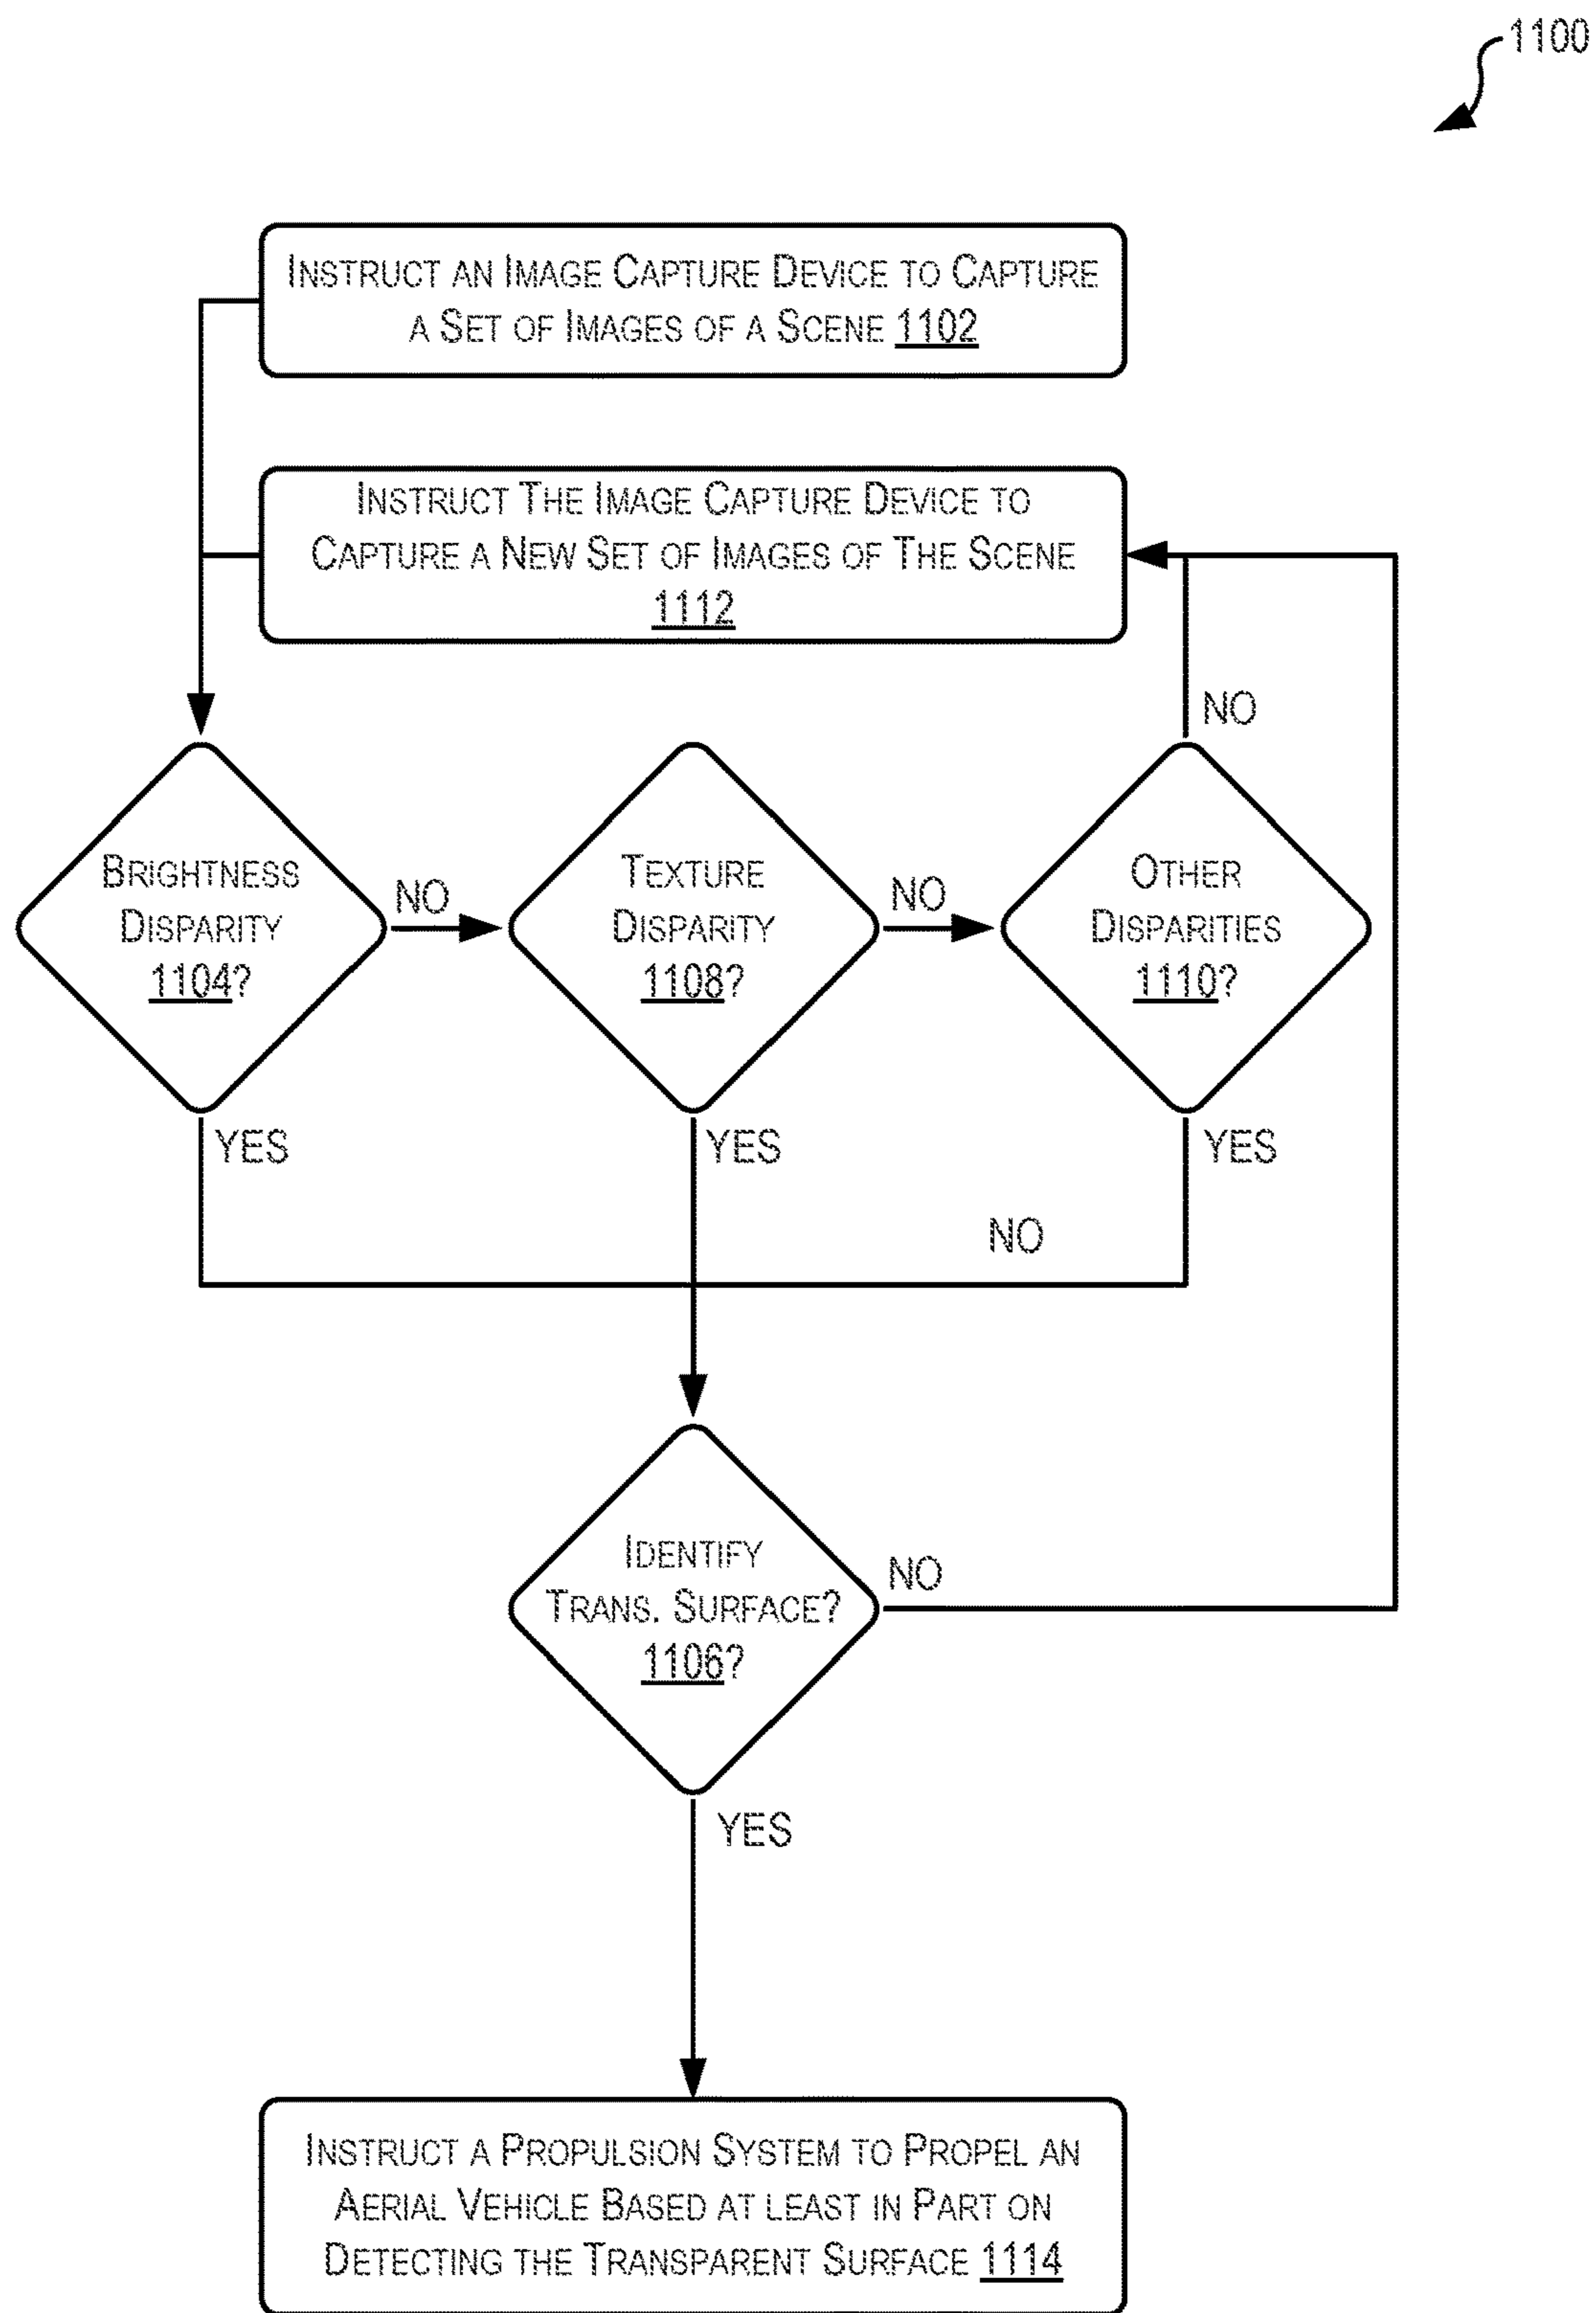 1100
INSTRUCT AN IMAGE CAPTURE DEVICE TO CAPTURE
A SET OF IMAGES OF A SCENE 1102
INSTRUCT THE IMAGE CAPTURE DEVICE TO
CAPTURE A NEW SET OF IMAGES OF THE SCENE
1112
NO
BRIGHTNESS
DISPARITY
1104?
NO
TEXTURE
DISPARITY
1108?
NO
OTHER
DISPARITIES
1110?
YES
YES
YES
NO
IDENTIFY
TRANS. SURFACE?
1106?
NO
YES
INSTRUCT A PROPULSION SYSTEM TO PROPEL AN
AERIAL VEHICLE BASED AT LEAST IN PART ON
DETECTING THE TRANSPARENT SURFACE 1114